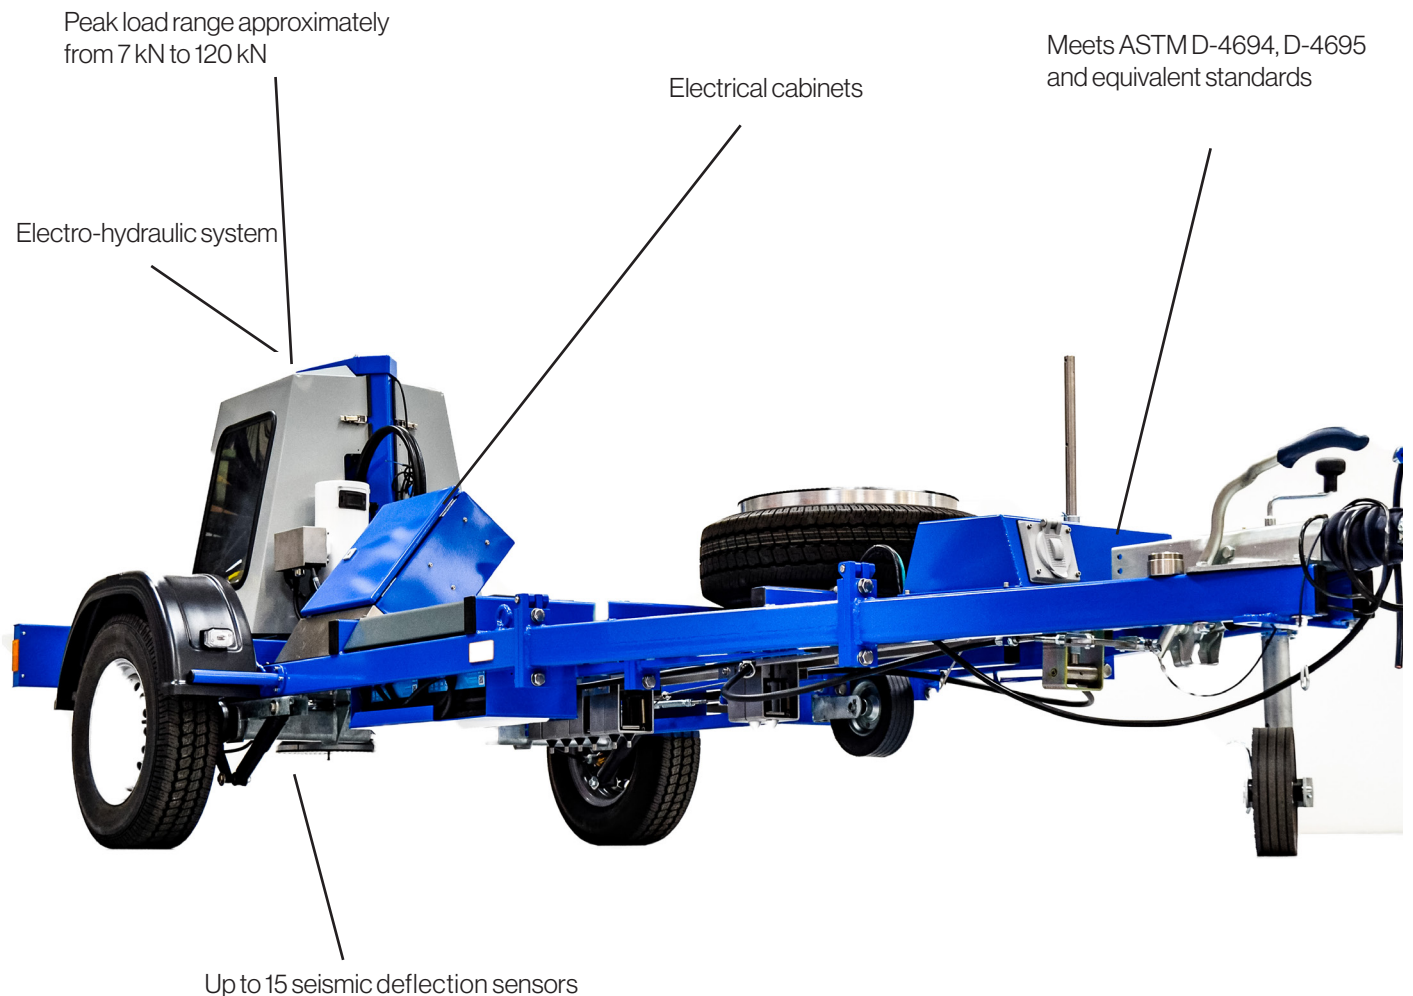 Peak load range approximately
from 7 kN to 120 kN
Electrical cabinets
Meets ASTM D-4694, D-4695
and equivalent standards
Electro-hydraulic system
Up to 15 seismic deflection sensors